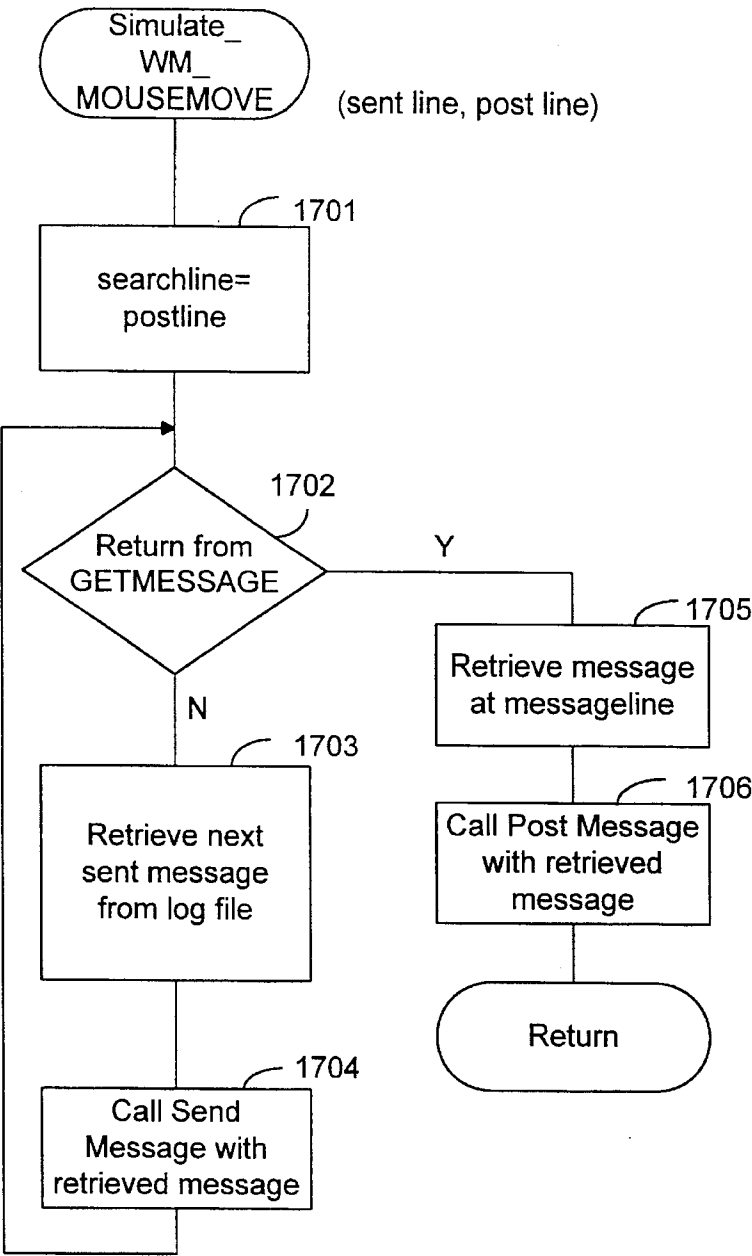 Simulate_
WM_
MOUSEMOVE
(sent line, post line)
1701
searchline=
postline
1702
Return from
GETMESSAGE
Y
N
1703
Retrieve next
sent message
from log file
1704
Call Send
Message with
retrieved message
1705
Retrieve message
at messageline
1706
Call Post Message
with retrieved
message
Return